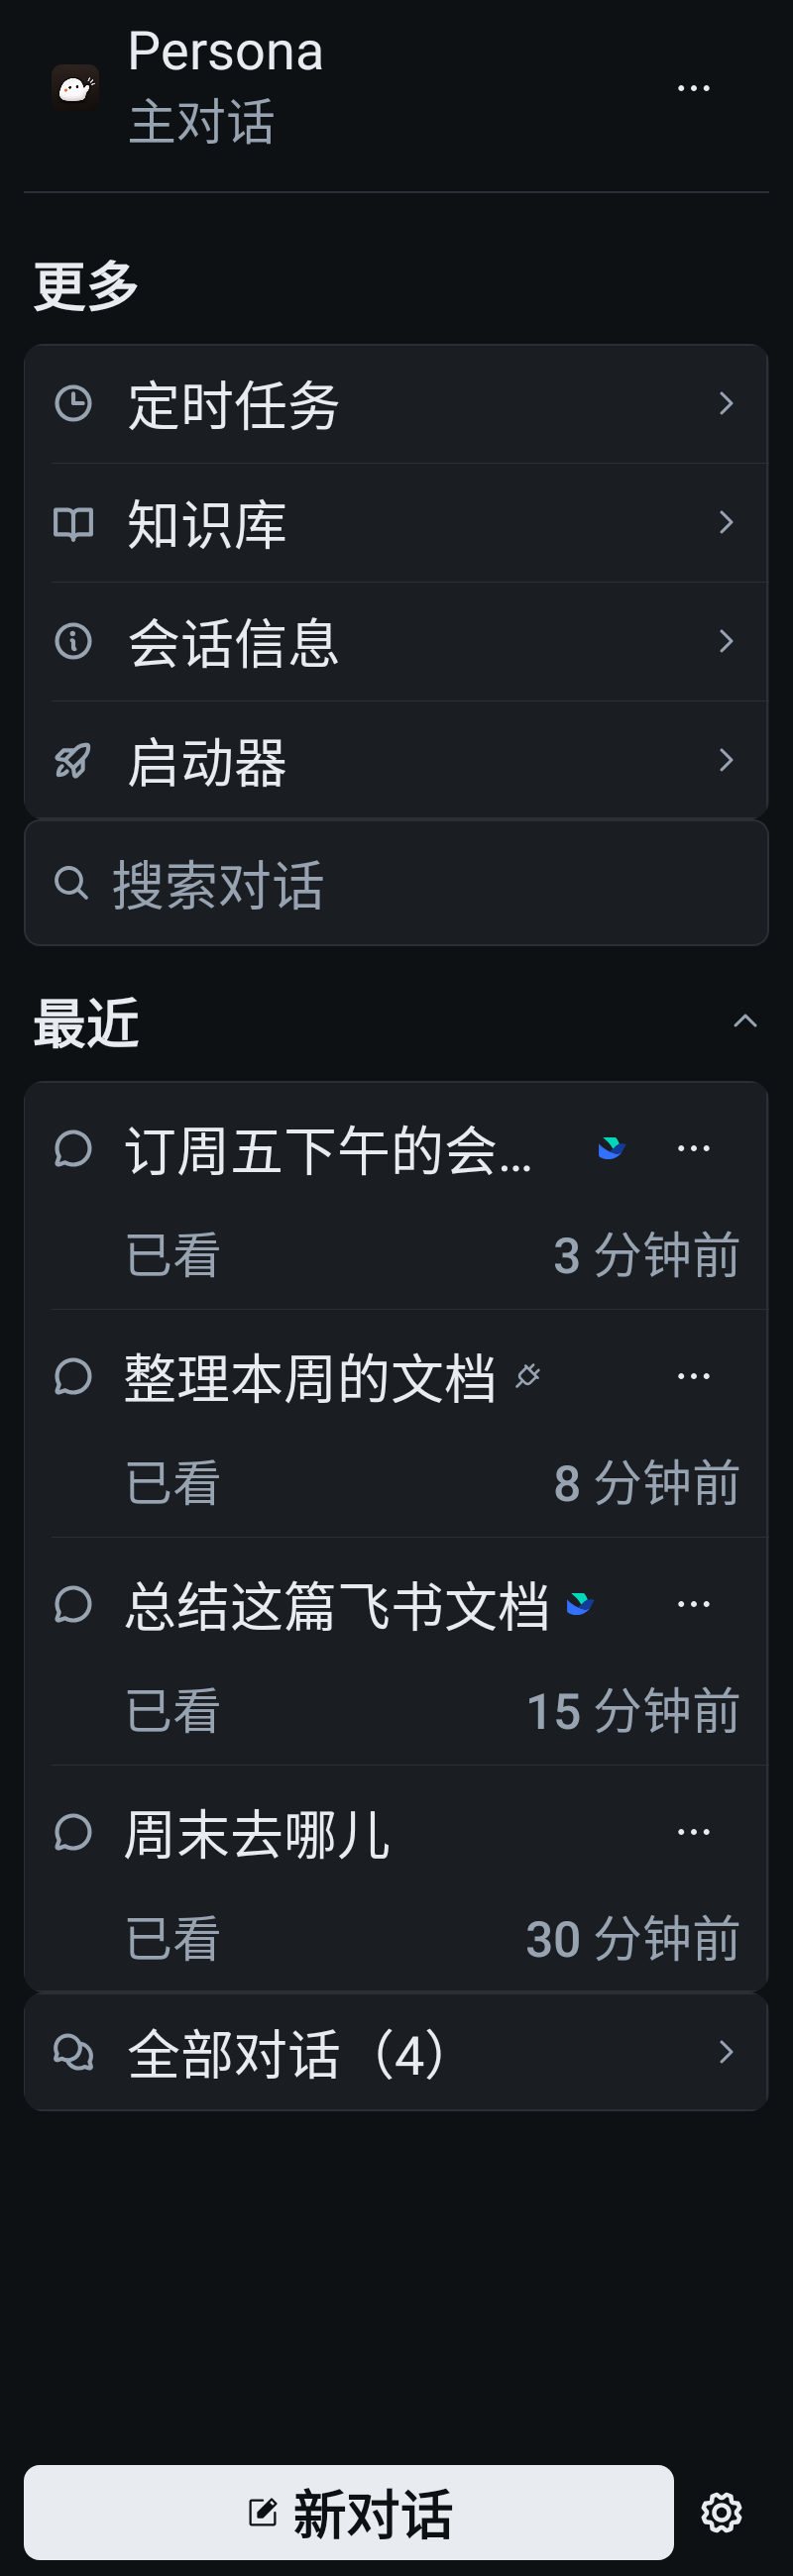 Persona
主对话
更多
定时任务
知识库
会话信息
启动器
搜索对话
最近
订周五下午的会...
已看
3 分钟前
整理本周的文档
已看
8 分钟前
总结这篇飞书文档
已看
15 分钟前
周末去哪儿
已看
30 分钟前
全部对话（4）
新对话